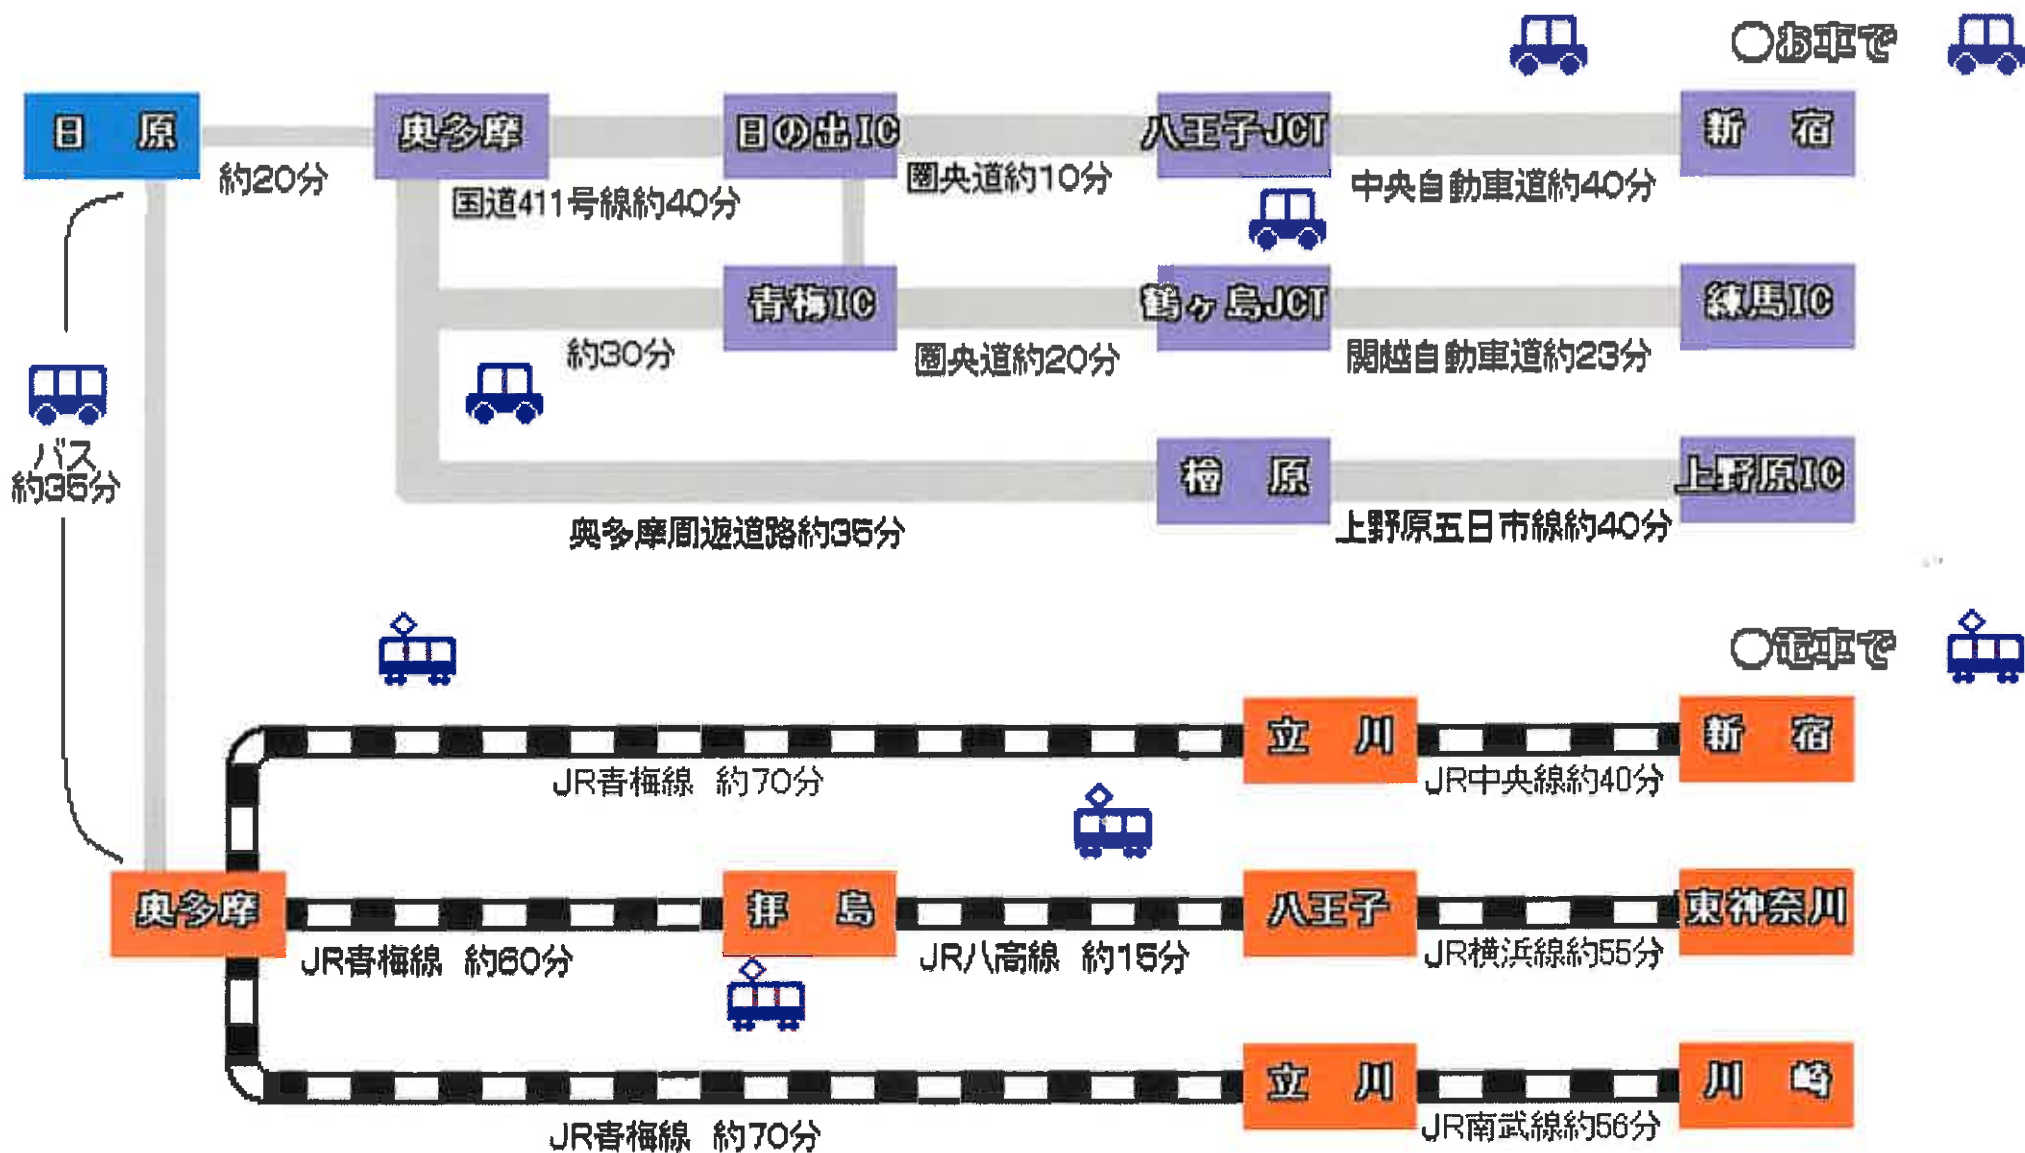 ○お車で
日原
奥多摩
日の出IC
八王子JCT
新宿
約20分
国道411号線約40分
圏央道約10分
中央自動車道約40分
青梅IC
鶴ヶ島JCT
練馬IC
約30分
圏央道約20分
関越自動車道約23分
バス
約35分
檜原
上野原IC
奥多摩周遊道路約35分
上野原五日市線約40分
○電車で
立川
新宿
JR青梅線 約70分
JR中央線約40分
奥多摩
拝島
八王子
東神奈川
JR青梅線 約60分
JR八高線 約15分
JR横浜線約55分
立川
川崎
JR青梅線 約70分
JR南武線約56分